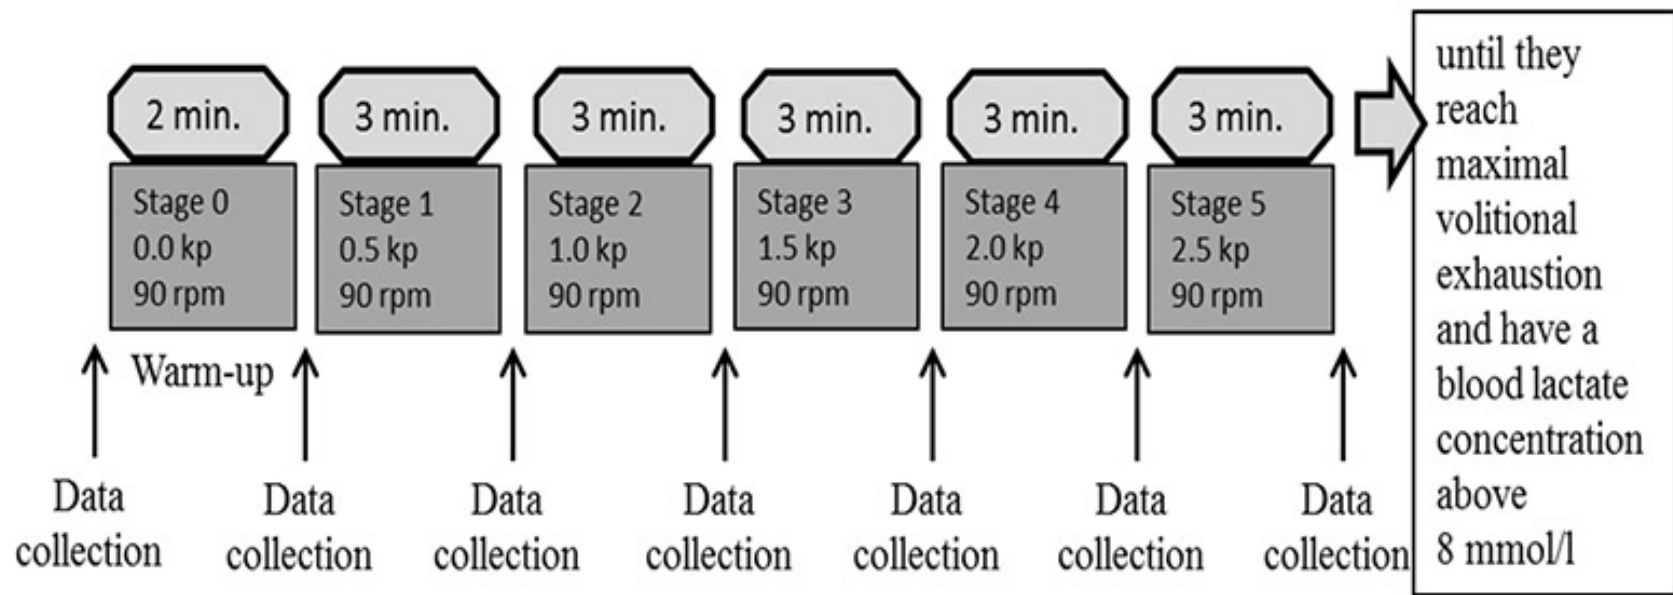 2 min.
3 min.
3 min.
3 min.
3 min.
3 min.
Stage 0
0.0 kp
90 rpm
Stage 1
0.5 kp
90 rpm
Stage 2
1.0 kp
90 rpm
Stage 3
1.5 kp
90 rpm
Stage 4
2.0 kp
90 rpm
Stage 5
2.5 kp
90 rpm
Warm-up
Data
collection
Data
collection
Data
collection
Data
collection
Data
collection
Data
collection
Data
collection
until they
reach
maximal
volitional
exhaustion
and have a
blood lactate
concentration
above
8 mmol/l